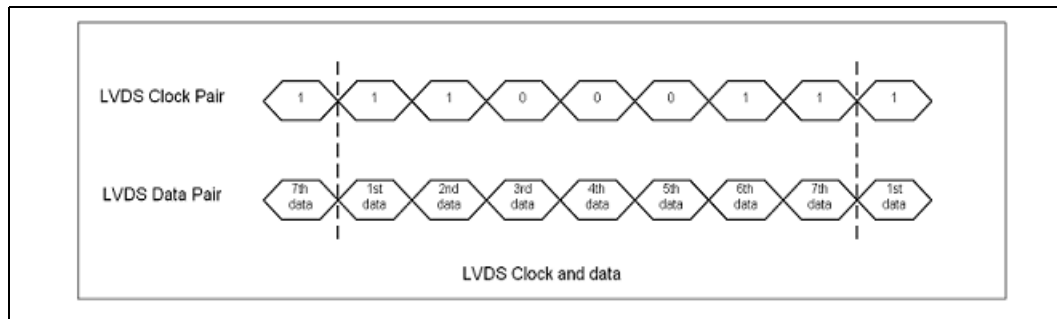 LVDS Clock Pair 1 1 1 0 0 0 1 1 1
LVDS Data Pair 7th data 1st data 2nd data 3rd data 4th data 5th data 6th data 7th data 1st data
LVDS Clock and data